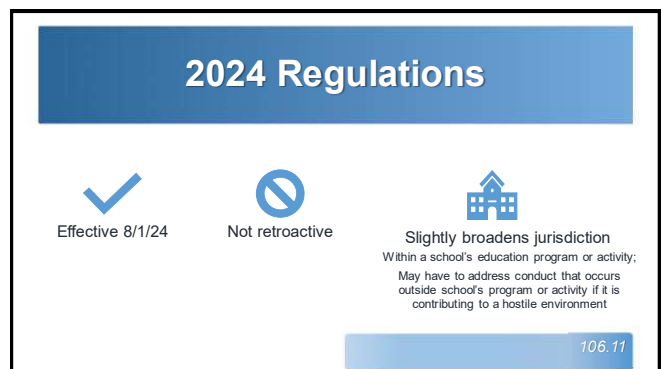 2024 Regulations
Effective 8/1/24
Not retroactive
Slightly broadens jurisdiction
Within a school's education program or activity;
May have to address conduct that occurs
outside school's program or activity if it is
contributing to a hostile environment
106.11